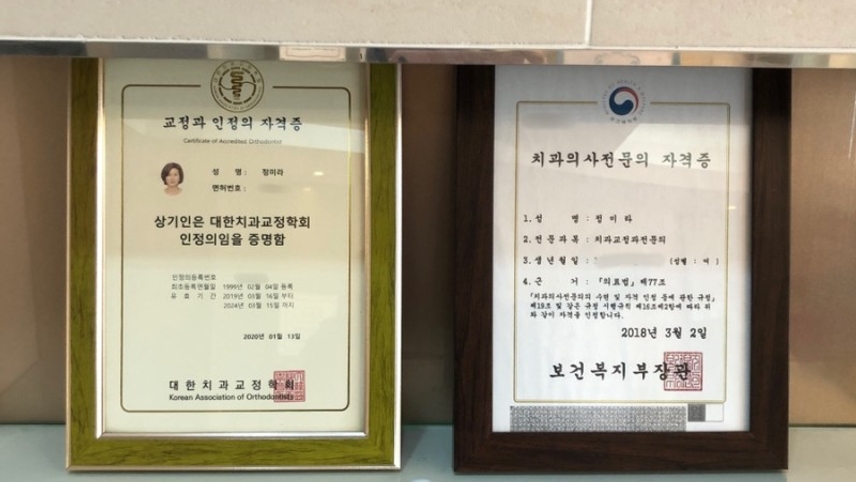 교정과 인정의 자격증
Certificate of Accredited Orthodontist
성 명 : 정미라
면허번호 :
상기인은 대한치과교정학회
인정의임을 증명함
인정의등록번호
최초등록연월일 1999년 02월 04일 등록
유 효 기 간 2019년 03월 16일 부터
2024년 03월 15일 까지
2020년 01월 13일
대한치과교정학회
Korean Association of Orthodontists
치과의사전문의 자격증
1. 성 명 : 정미라
2. 전문과목 : 치과교정과전문의
3. 생년월일 : (성별 : 여)
4. 근 거 : 「의료법」 제77조
「치과의사전문의의 수련 및 자격 인정 등에 관한 규정」
제19조 및 같은 규정 시행규칙 제16조제2항에 따라 위
와 같이 자격을 인정합니다.
2018년 3월 2일
보건복지부장관